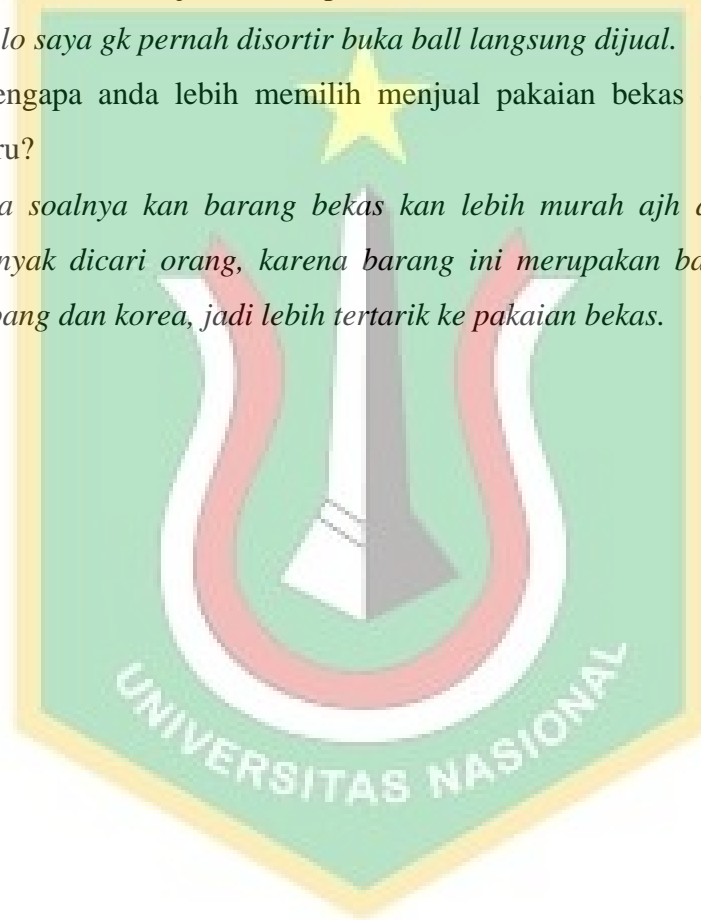 lo saya gk pernah disortir buka ball langsung dijual.
engapa anda lebih memilih menjual pakaian bekas
ru?
a soalnya kan barang bekas kan lebih murah ajh
nyak dicari orang, karena barang ini merupakan
pang dan korea, jadi lebih tertarik ke pakaian bekas.
UNIVERSITAS NASIONAL